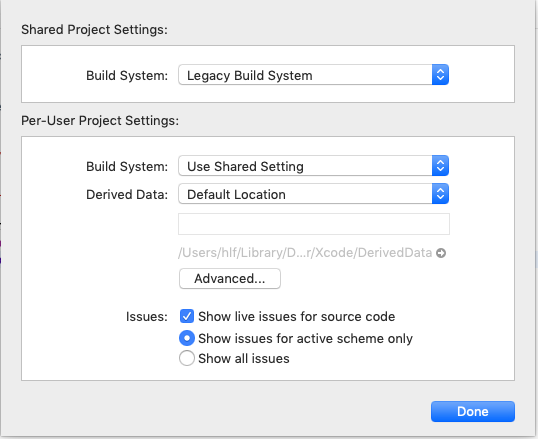 Shared Project Settings:
Build System: Legacy Build System
Per-User Project Settings:
Build System: Use Shared Setting
Derived Data: Default Location
/Users/hlf/Library/D...r/Xcode/DerivedData
Advanced...
Issues: Show live issues for source code
Show issues for active scheme only
Show all issues
Done